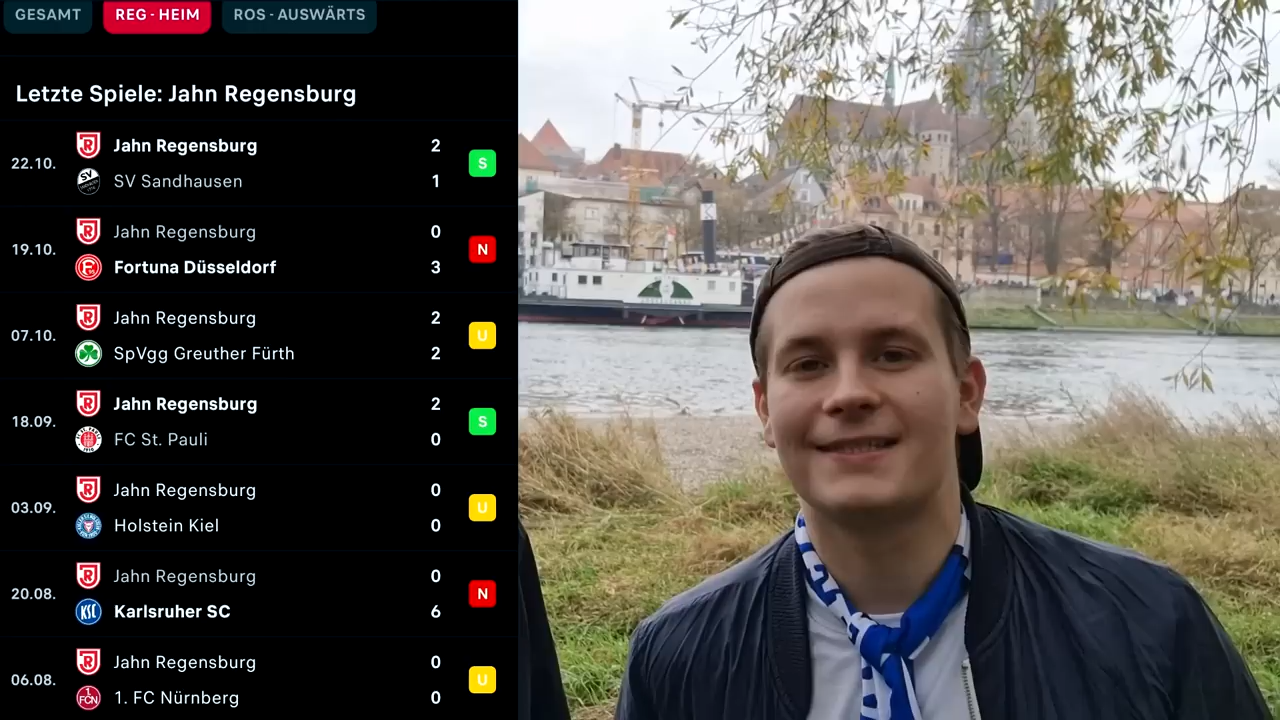 GESAMT
REG - HEIM
ROS - AUSWÄRTS
Letzte Spiele: Jahn Regensburg
22.10.
Jahn Regensburg 2
SV Sandhausen 1
S
19.10.
Jahn Regensburg 0
Fortuna Düsseldorf 3
N
07.10.
Jahn Regensburg 2
SpVgg Greuther Fürth 2
U
18.09.
Jahn Regensburg 2
FC St. Pauli 0
S
03.09.
Jahn Regensburg 0
Holstein Kiel 0
U
20.08.
Jahn Regensburg 0
Karlsruher SC 6
N
06.08.
Jahn Regensburg 0
1. FC Nürnberg 0
U